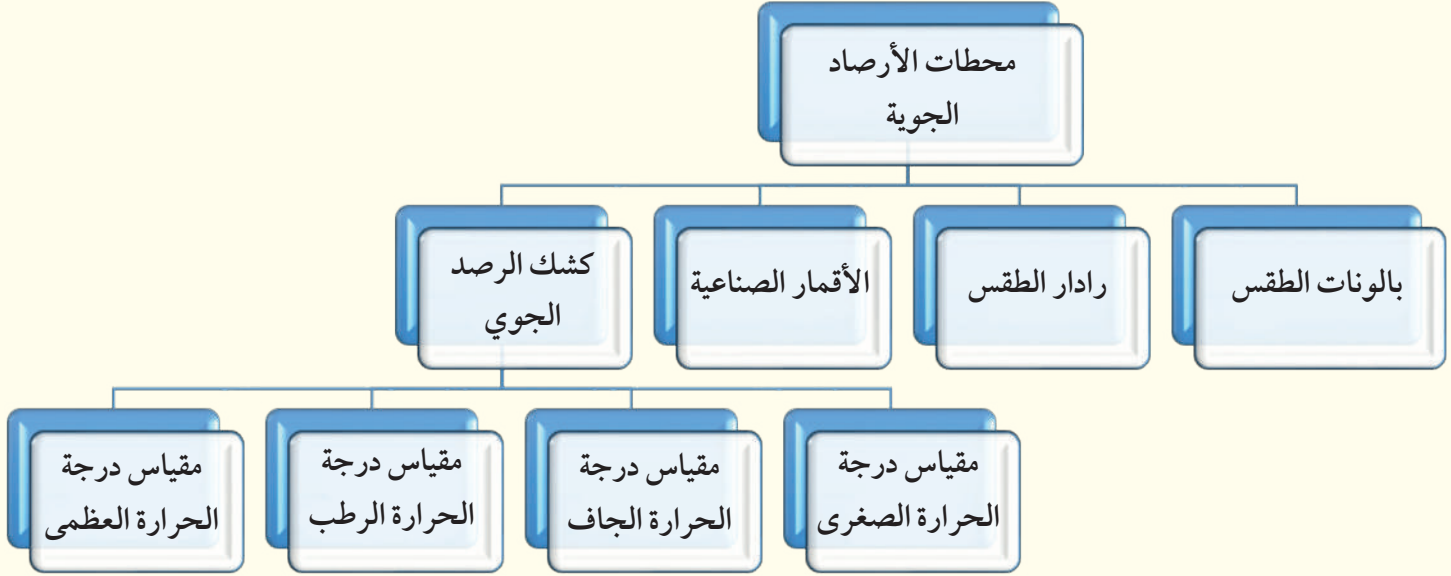 محطات الأرصاد
الجوية
بالونات الطقس
رادار الطقس
الأقمار الصناعية
كشك الرصد
الجوي
مقياس درجة
الحرارة الصغرى
مقياس درجة
الحرارة الجاف
مقياس درجة
الحرارة الرطب
مقياس درجة
الحرارة العظمى